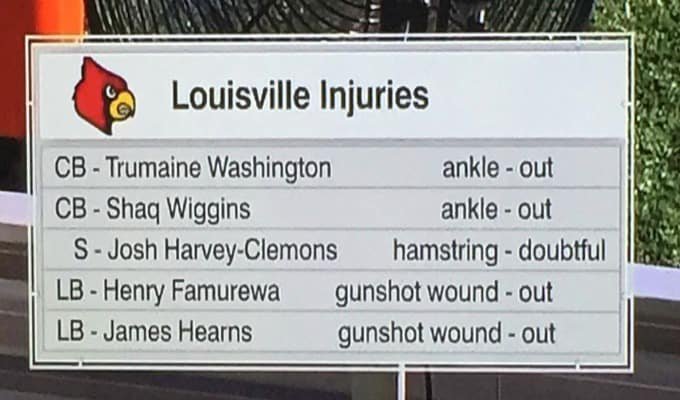 Louisville Injuries
CB - Trumaine Washington ankle - out
CB - Shaq Wiggins ankle - out
S - Josh Harvey-Clemons hamstring - doubtful
LB - Henry Famurewa gunshot wound - out
LB - James Hearns gunshot wound - out